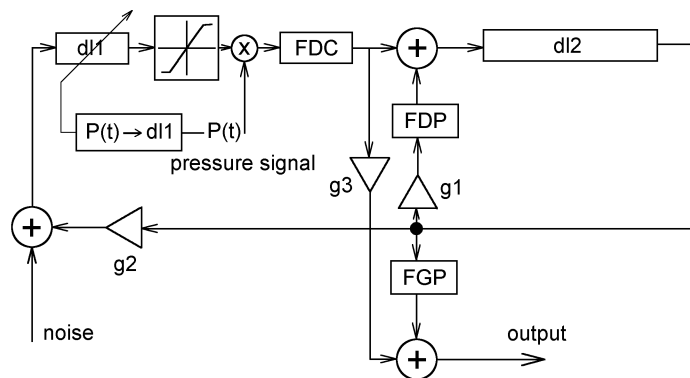 dl1
x
FDC
+
dl2
P(t) → dl1
P(t)
FDP
pressure signal
g3
g1
+
g2
FGP
noise
output
+